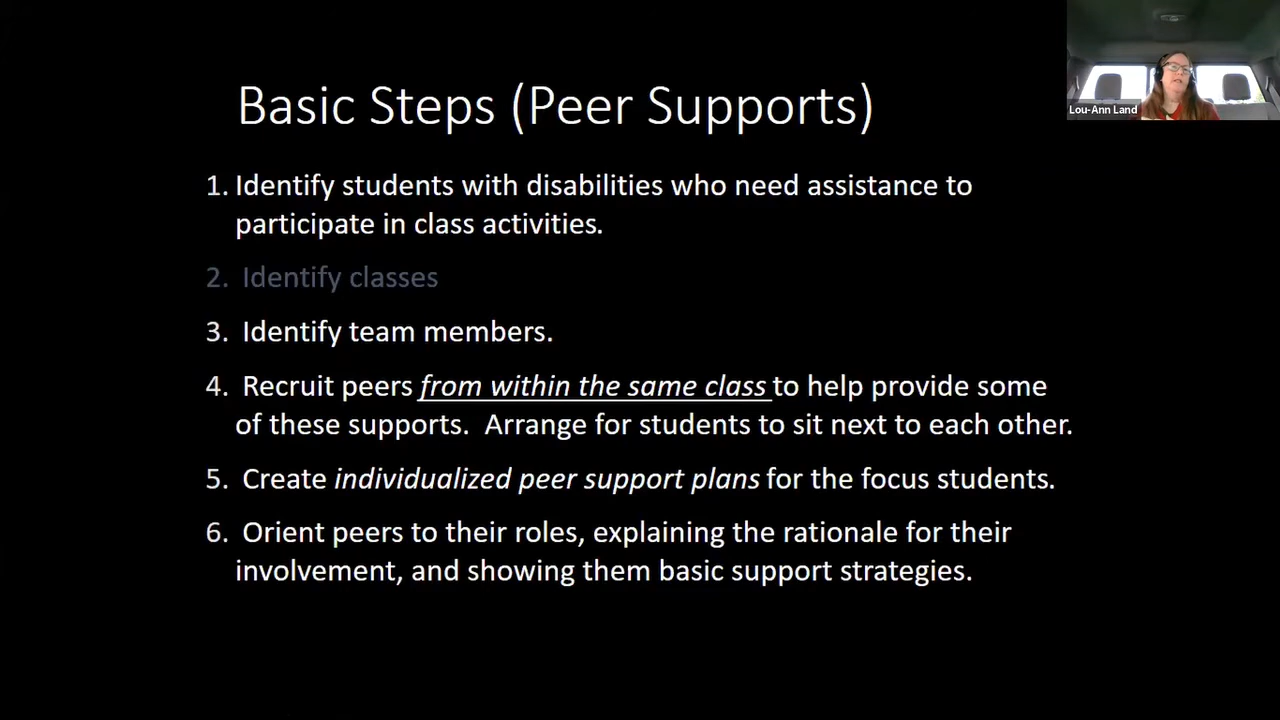 Basic Steps (Peer Supports)
Lou-Ann Land
1. Identify students with disabilities who need assistance to
participate in class activities.
2. Identify classes
3. Identify team members.
4. Recruit peers from within the same class to help provide some
of these supports. Arrange for students to sit next to each other.
5. Create individualized peer support plans for the focus students.
6. Orient peers to their roles, explaining the rationale for their
involvement, and showing them basic support strategies.